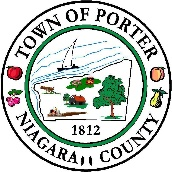 TOWN OF PORTER
1812
NIAGARA COUNTY